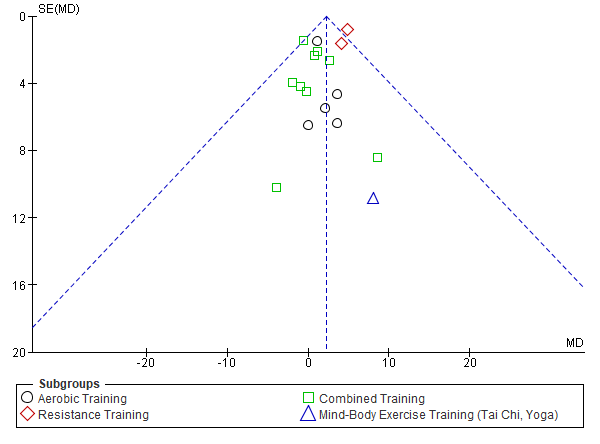 SE(MD)
0
4
8
12
16
20
-20 -10 0 10 20
MD
Subgroups
Aerobic Training Combined Training
Resistance Training Mind-Body Exercise Training (Tai Chi, Yoga)